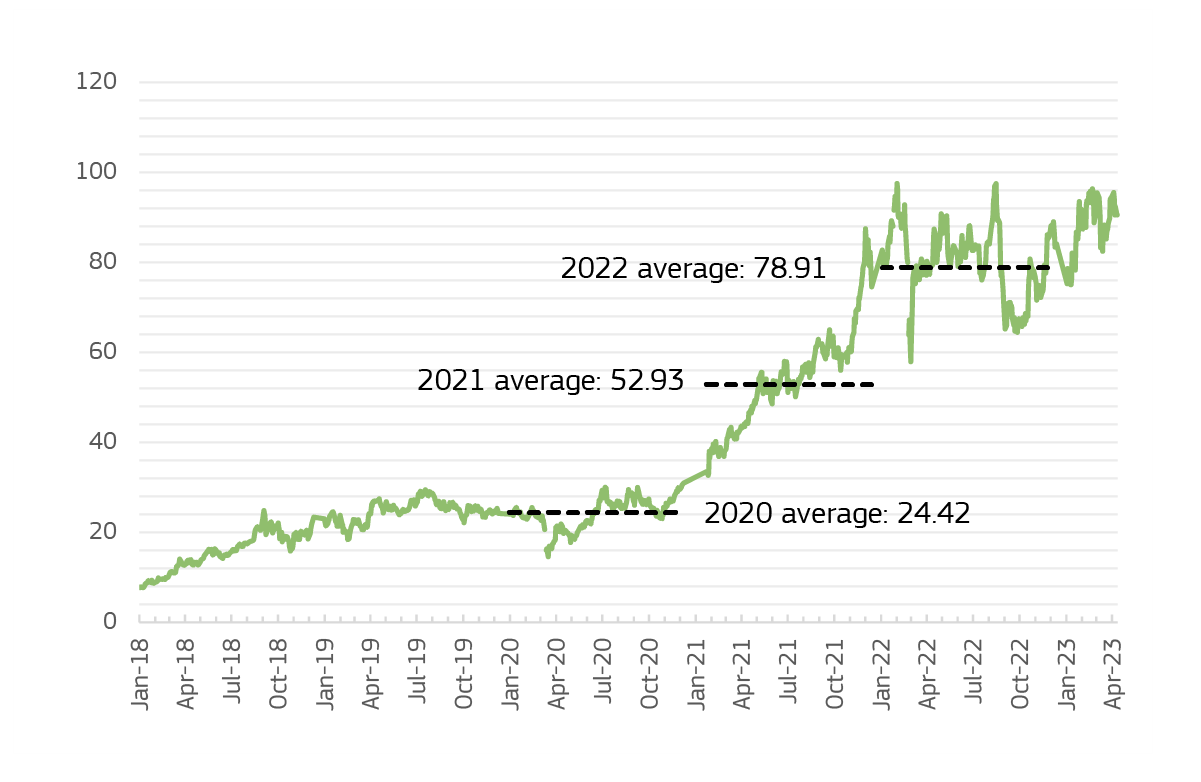 120
100
80
60
40
20
0
2022 average: 78.91
2021 average: 52.93
2020 average: 24.42
Jan-18
Apr-18
Jul-18
Oct-18
Jan-19
Apr-19
Jul-19
Oct-19
Jan-20
Apr-20
Jul-20
Oct-20
Jan-21
Apr-21
Jul-21
Oct-21
Jan-22
Apr-22
Jul-22
Oct-22
Jan-23
Apr-23